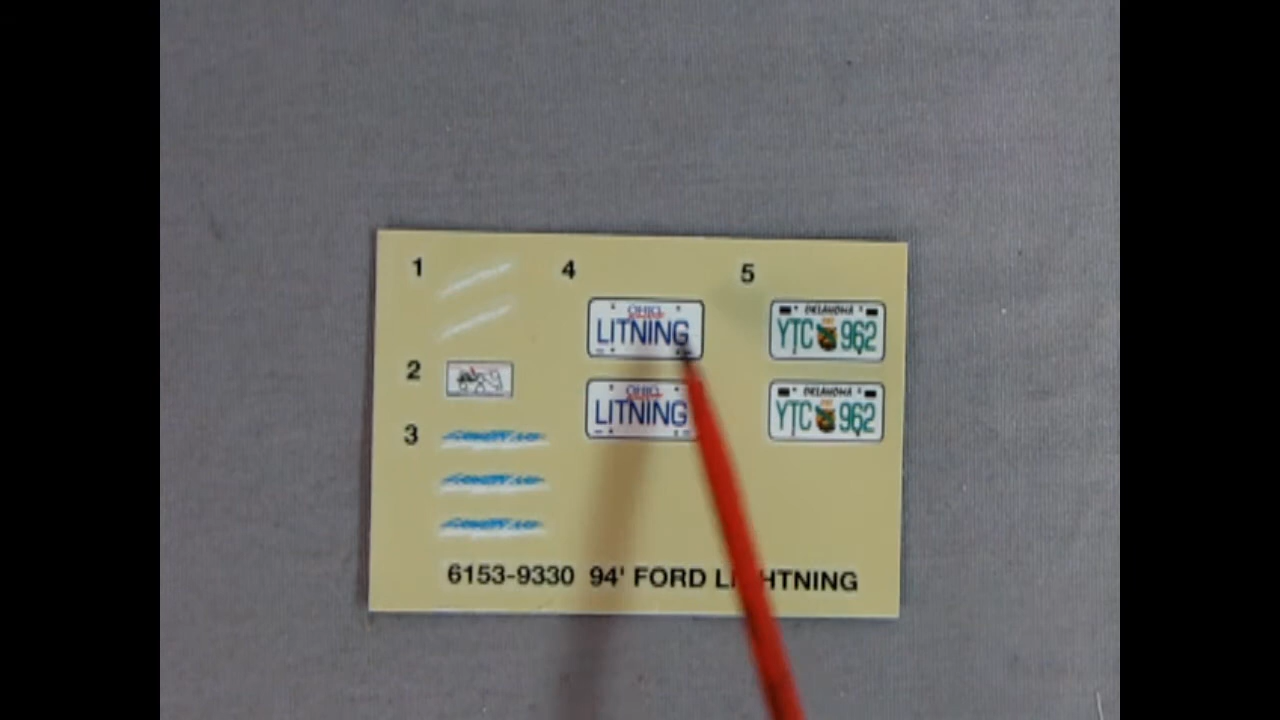 1
4
5
OHIO
LITNING
OKLAHOMA
YTC 962
2
OHIO
LITNING
OKLAHOMA
YTC 962
3
6153-9330 94' FORD LIGHTNING